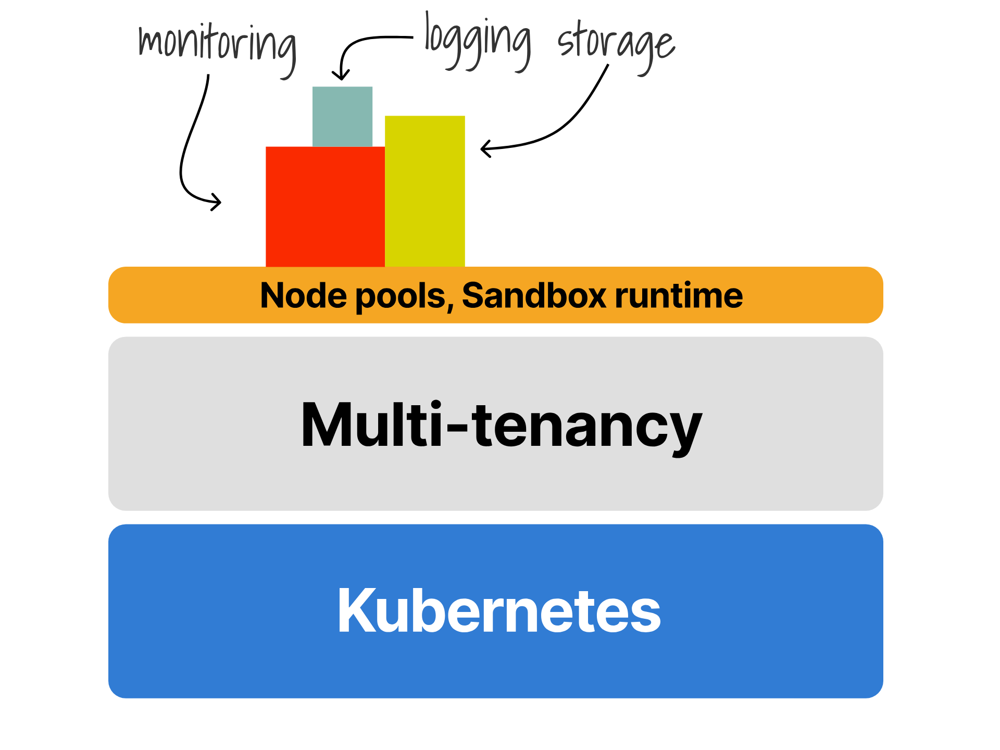 monitoring
logging
storage
Node pools, Sandbox runtime
Multi-tenancy
Kubernetes